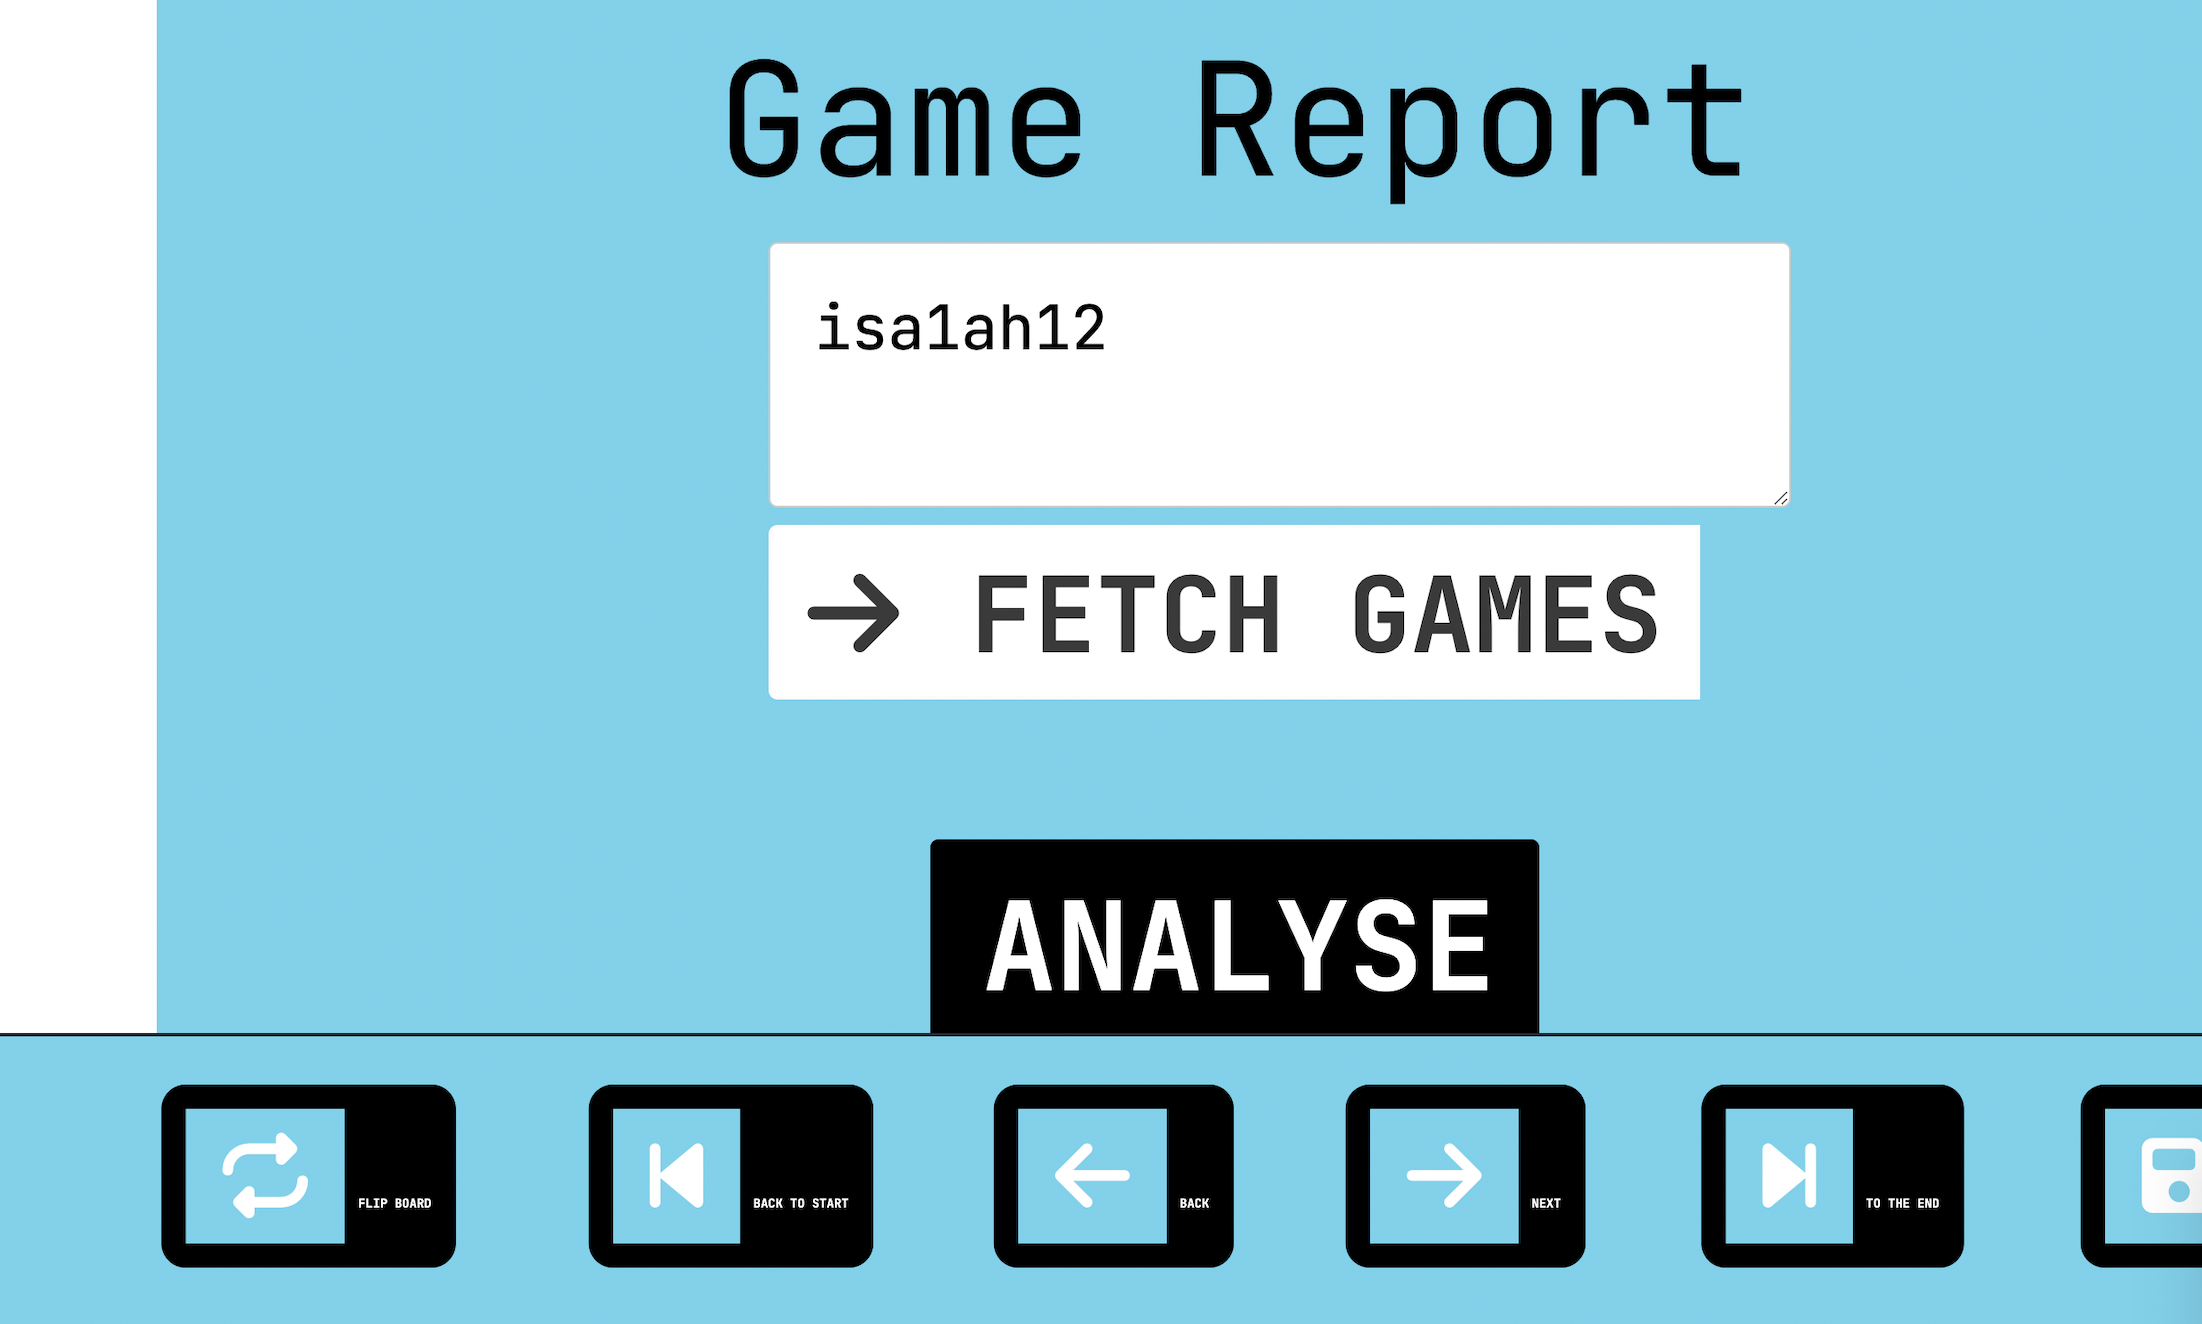 Game Report
isa1ah12
FETCH GAMES
ANALYSE
FLIP BOARD
BACK TO START
BACK
NEXT
TO THE END